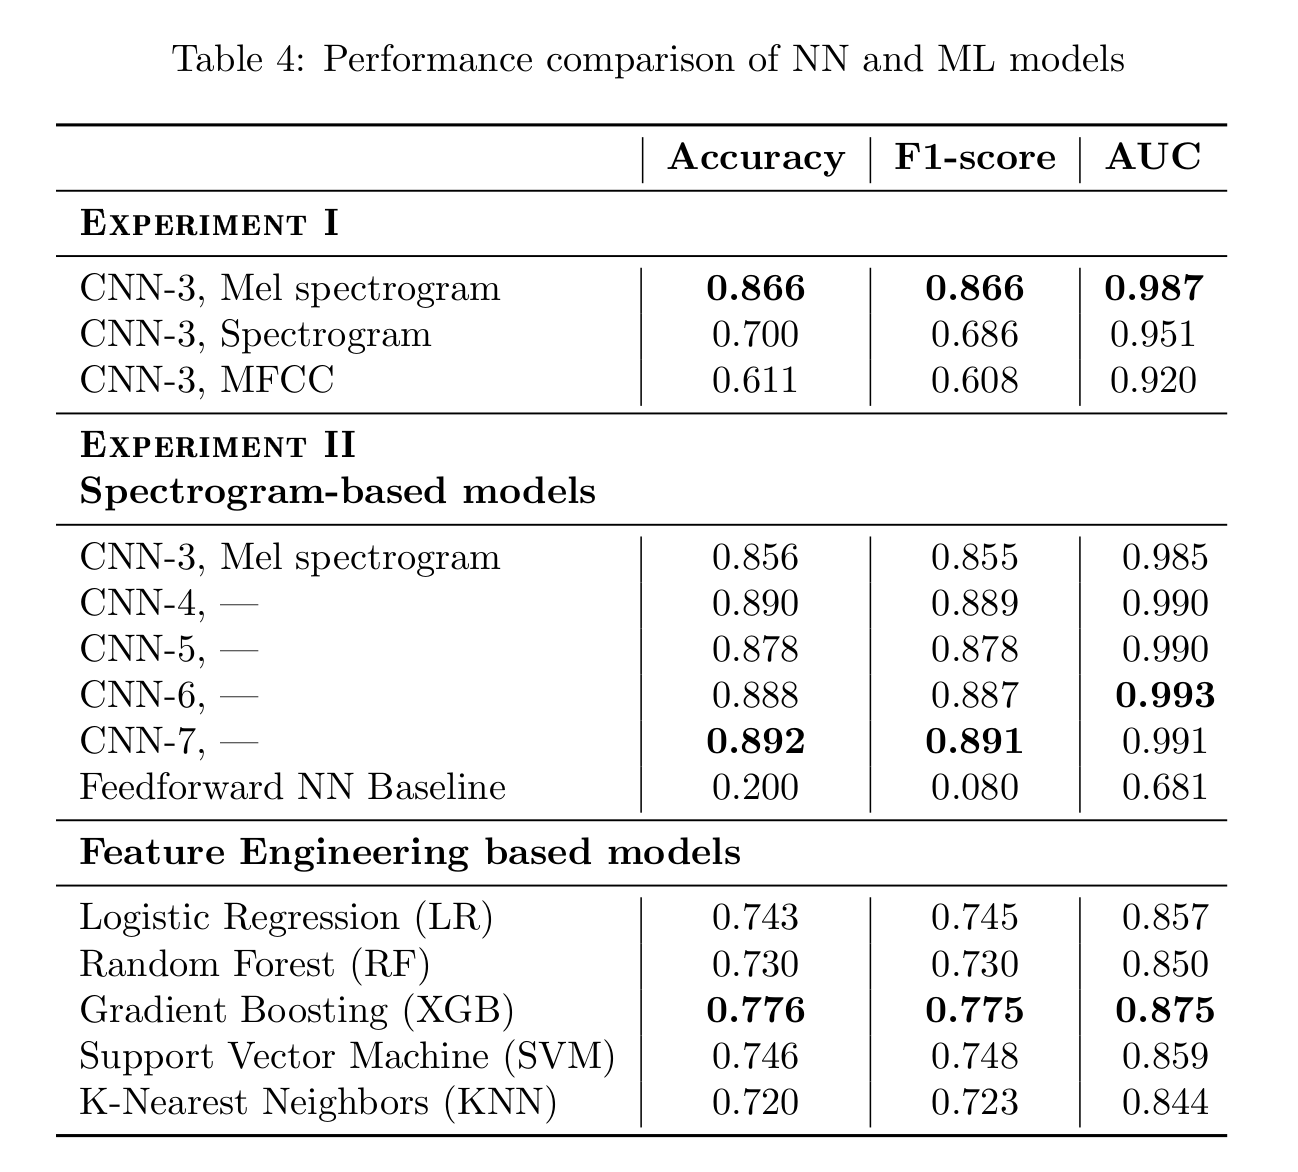 Table 4: Performance comparison of NN and ML models
Accuracy F1-score AUC
EXPERIMENT I
CNN-3, Mel spectrogram 0.866 0.866 0.987
CNN-3, Spectrogram 0.700 0.686 0.951
CNN-3, MFCC 0.611 0.608 0.920
EXPERIMENT II
Spectrogram-based models
CNN-3, Mel spectrogram 0.856 0.855 0.985
CNN-4, — 0.890 0.889 0.990
CNN-5, — 0.878 0.878 0.990
CNN-6, — 0.888 0.887 0.993
CNN-7, — 0.892 0.891 0.991
Feedforward NN Baseline 0.200 0.080 0.681
Feature Engineering based models
Logistic Regression (LR) 0.743 0.745 0.857
Random Forest (RF) 0.730 0.730 0.850
Gradient Boosting (XGB) 0.776 0.775 0.875
Support Vector Machine (SVM) 0.746 0.748 0.859
K-Nearest Neighbors (KNN) 0.720 0.723 0.844